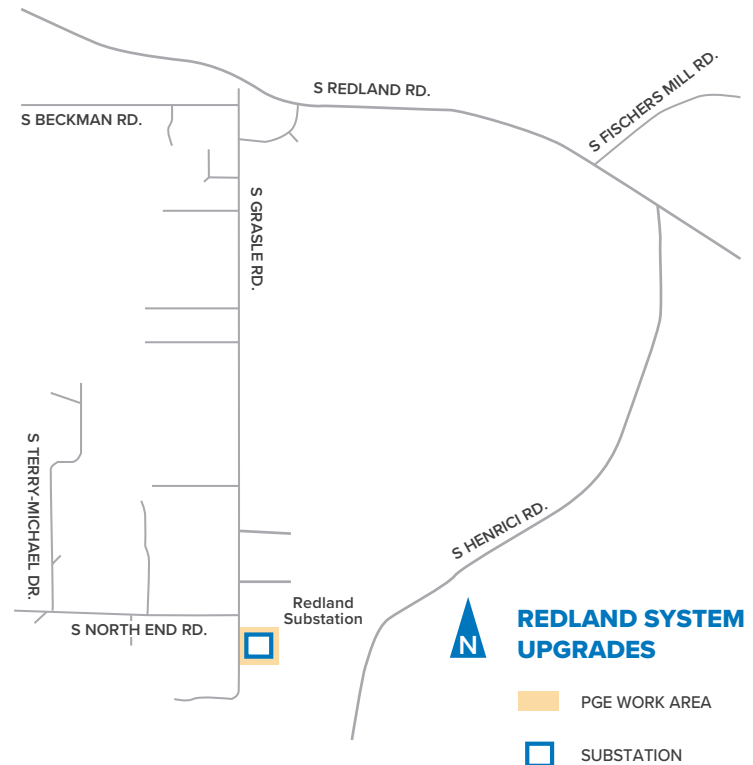 S REDLAND RD.
S FISCHERS MILL RD.
S BECKMAN RD.
S GRASLE RD.
S TERRY-MICHAEL DR.
S HENRICI RD.
Redland
Substation
S NORTH END RD.
N
REDLAND SYSTEM
UPGRADES
PGE WORK AREA
SUBSTATION